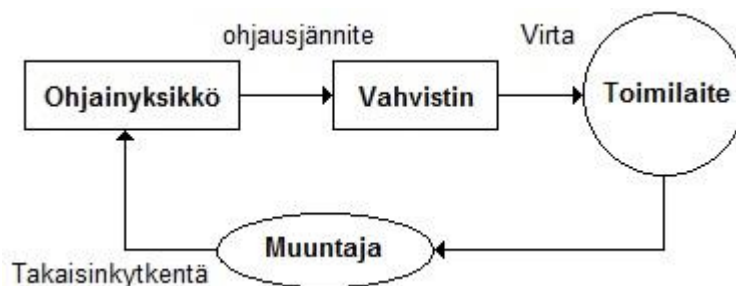 ohjausjännite
Virta
Ohjainyksikkö
Vahvistin
Toimilaite
Muuntaja
Takaisinkytkentä